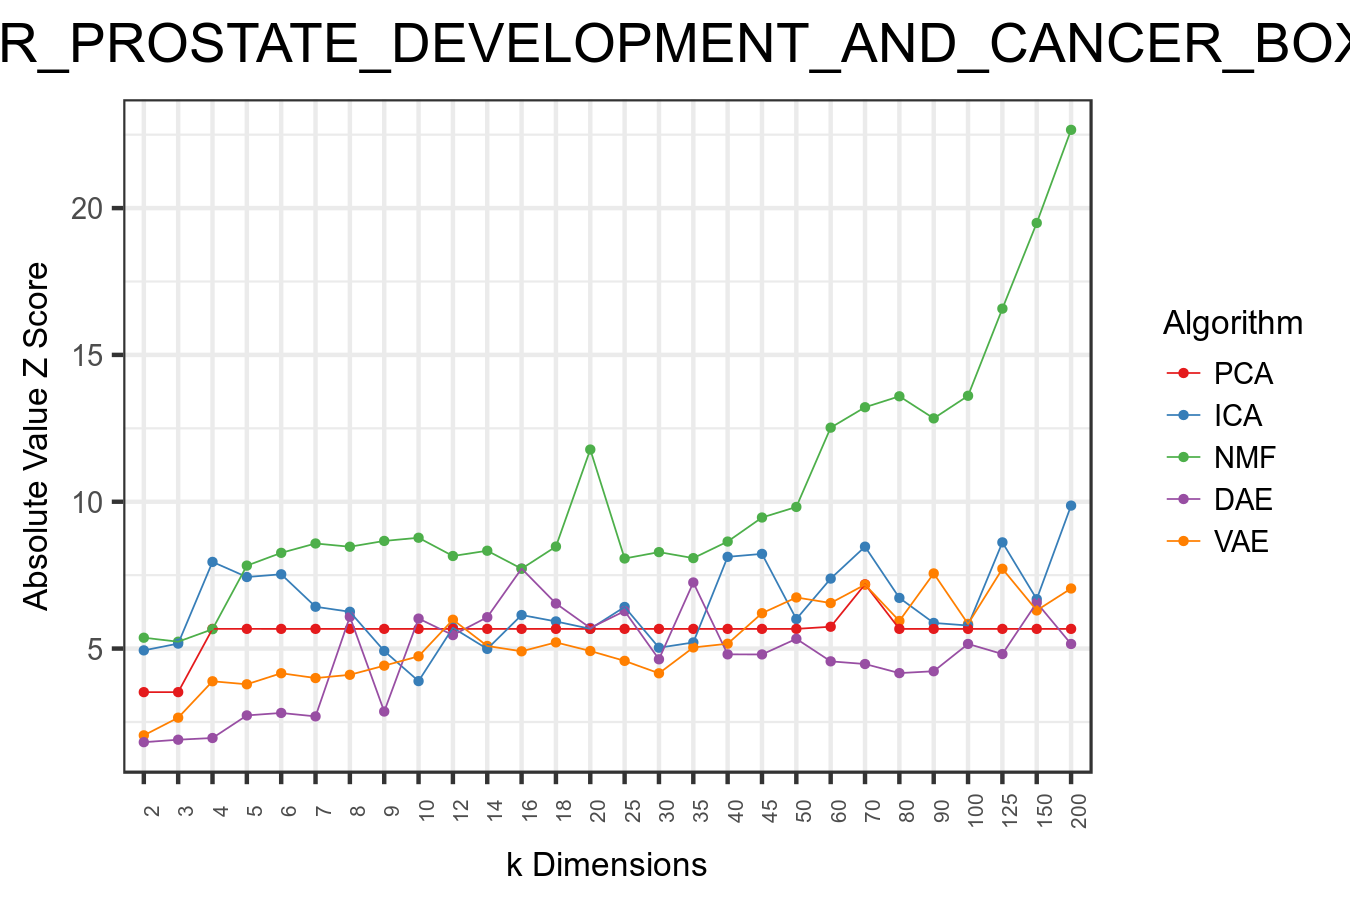 R_PROSTATE_DEVELOPMENT_AND_CANCER_BOX
Absolute Value Z Score
20
15
10
5
2 3 4 5 6 7 8 9 10 12 14 16 18 20 25 30 35 40 45 50 60 70 80 90 100 125 150 200
k Dimensions
Algorithm
PCA
ICA
NMF
DAE
VAE